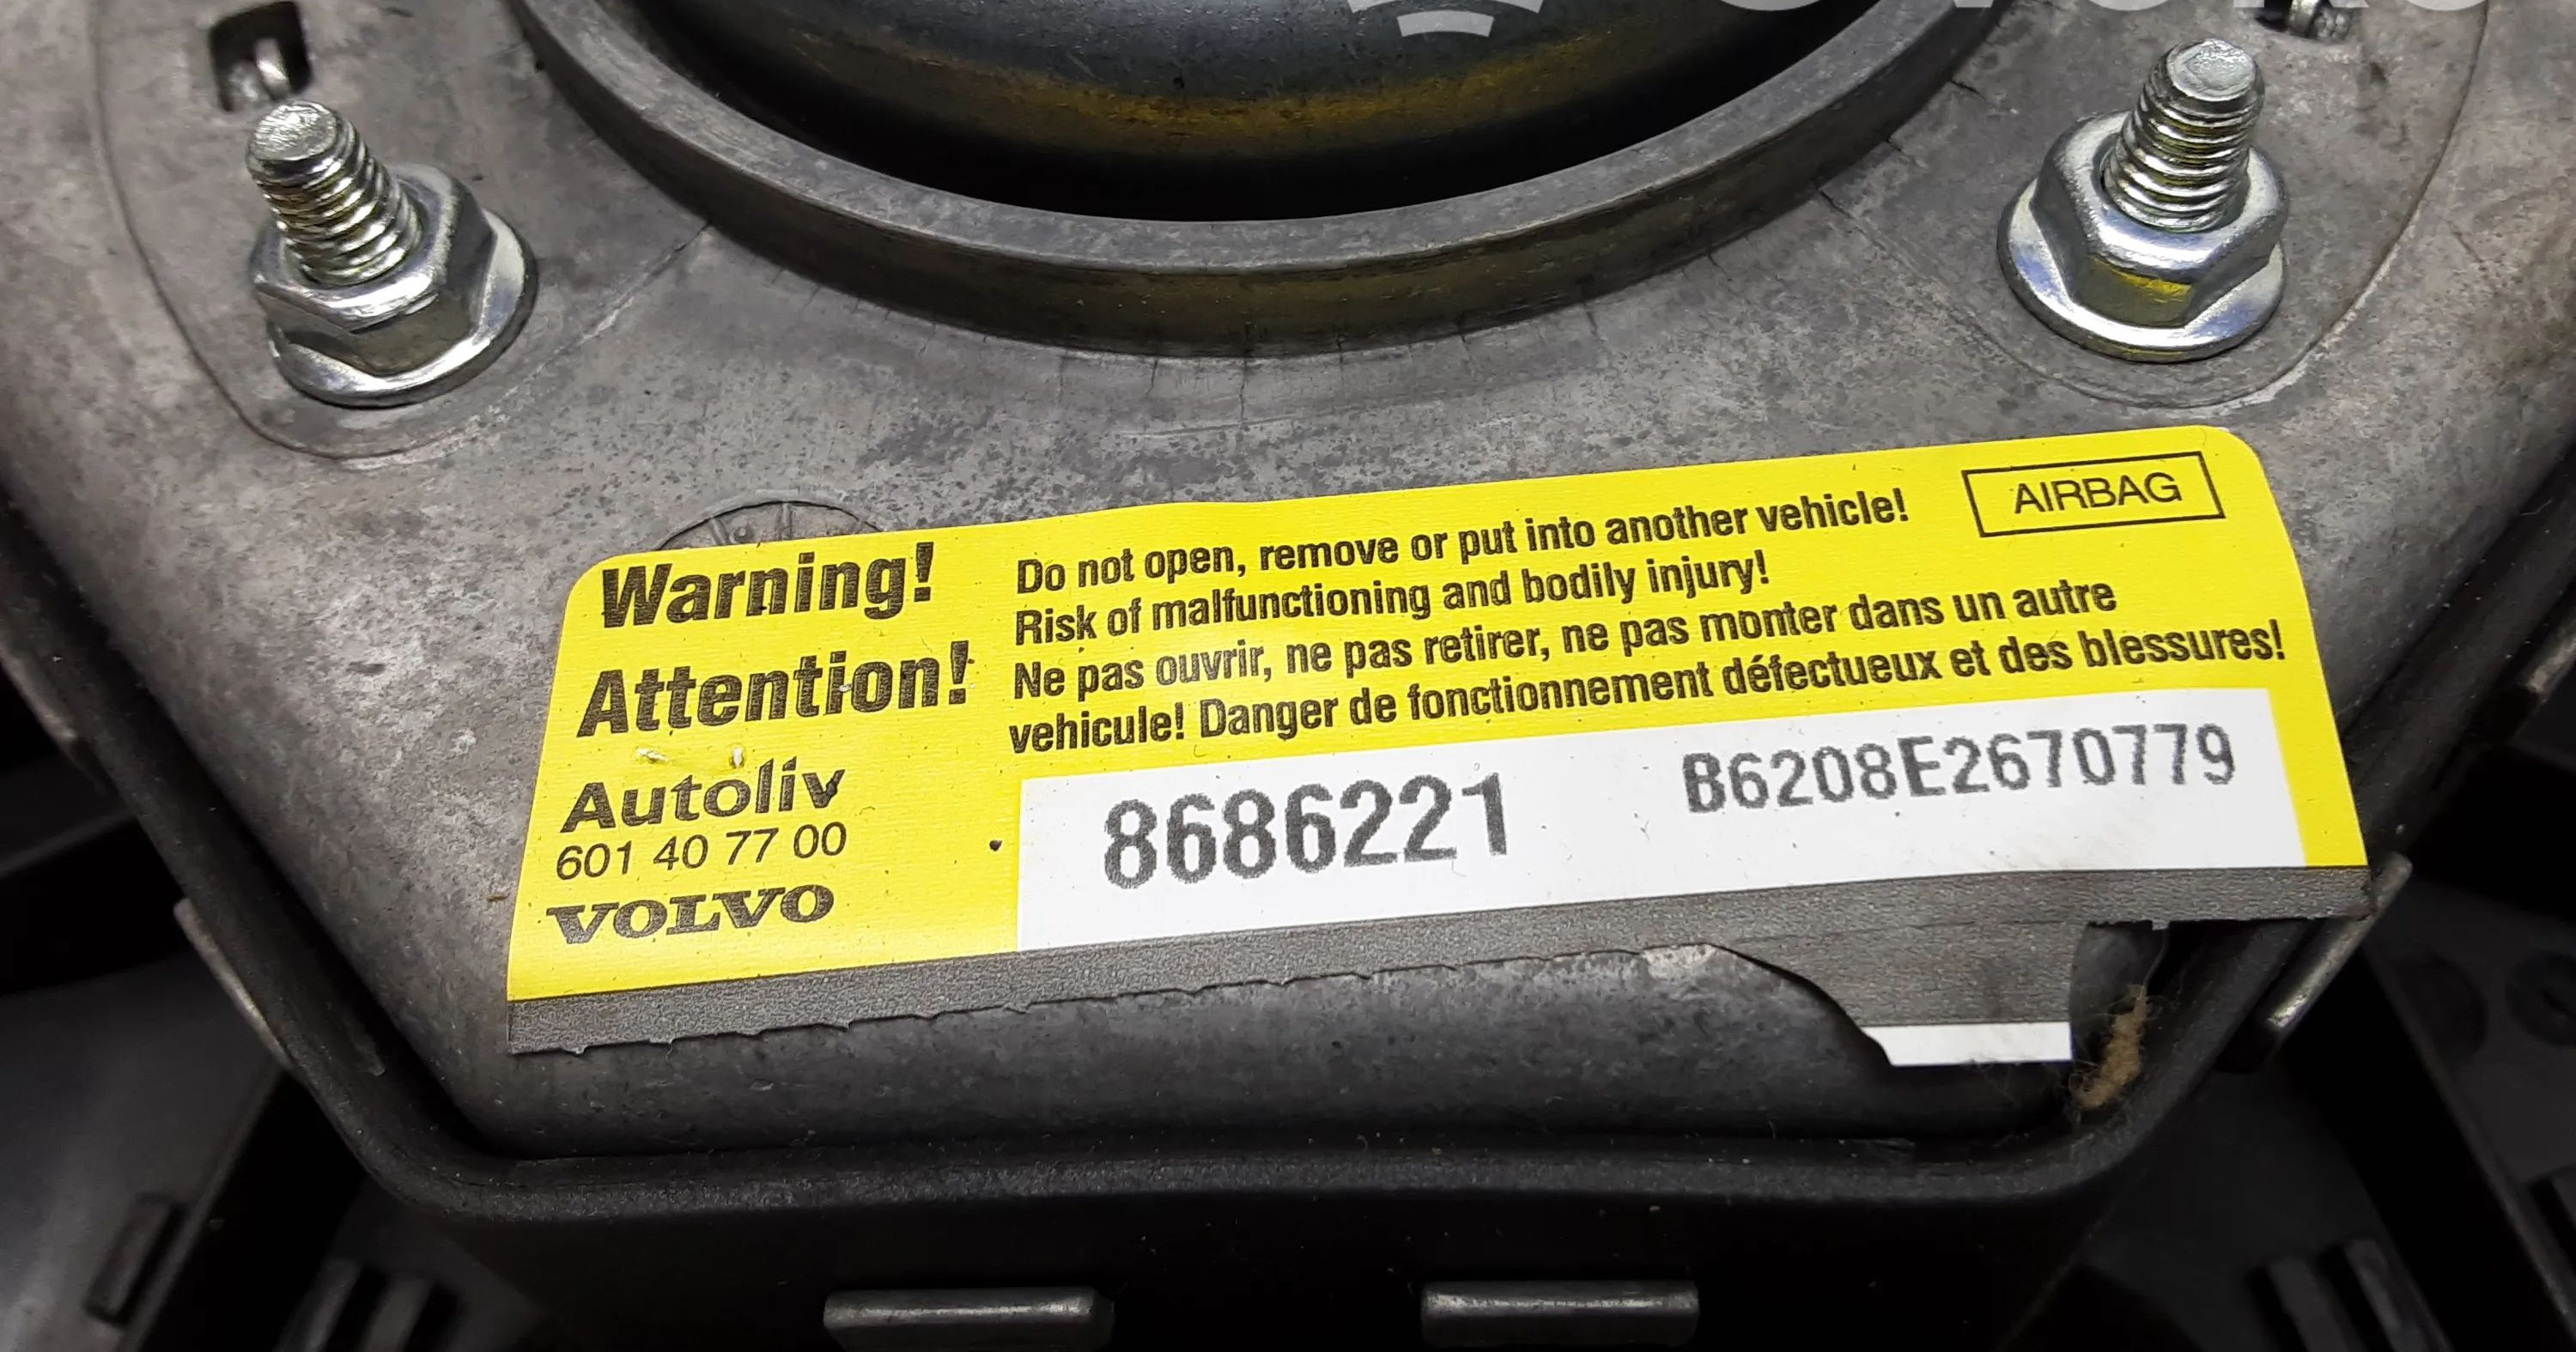 Warning!
Attention!
Autoliv
601 40 77 00
VOLVO
Do not open, remove or put into another vehicle!
Risk of malfunctioning and bodily injury!
Ne pas ouvrir, ne pas retirer, ne pas monter dans un autre
vehicule! Danger de fonctionnement défectueux et des blessures!
AIRBAG
8686221
B6208E2670779